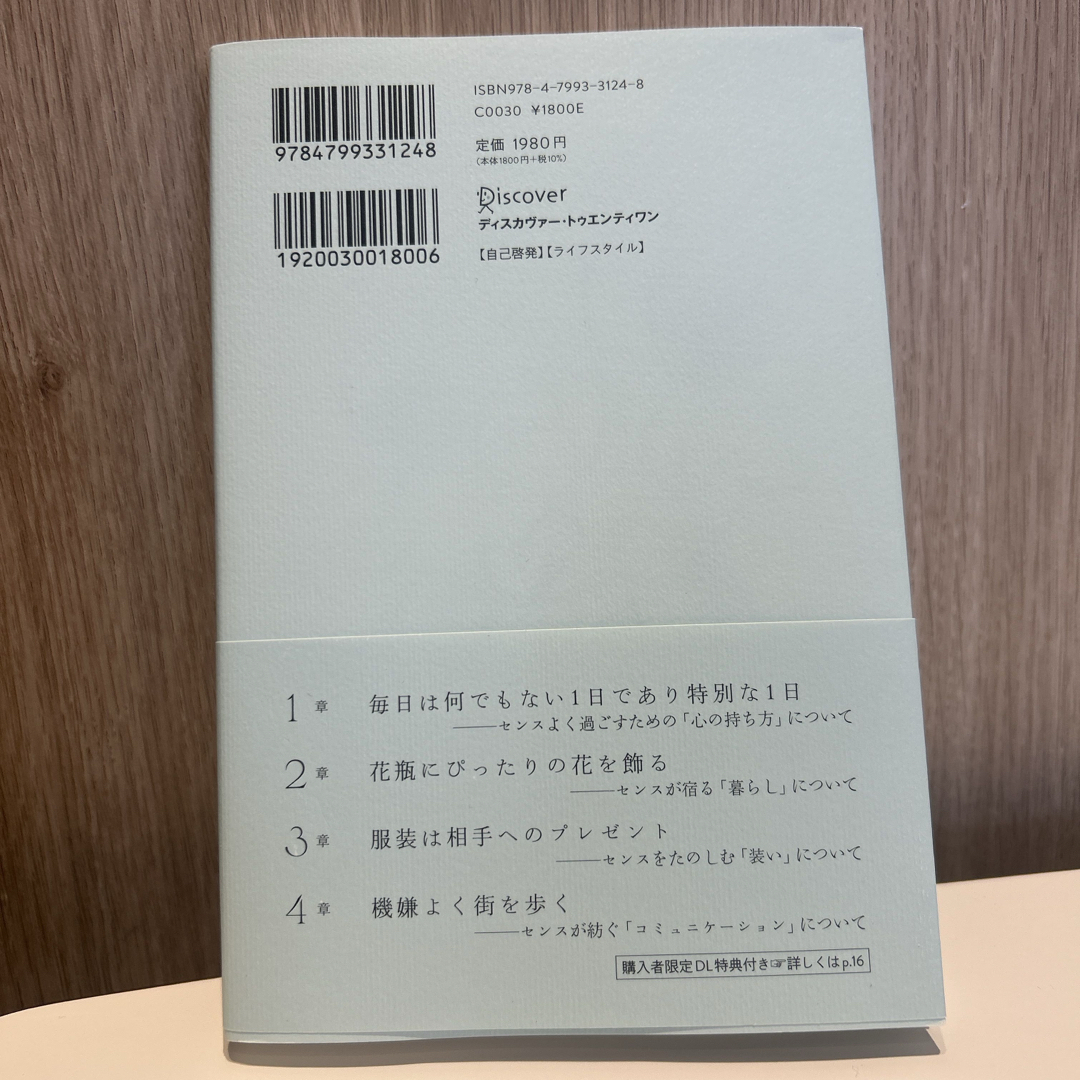 ISBN978-4-7993-3124-8
C0030 ¥1800E
9784799331248
定価 1980円
(本体1800円+税10%)
Discover
ディスカヴァー・トゥエンティワン
1920030018006
【自己啓発】【ライフスタイル】
1章 毎日は何でもない1日であり特別な1日
——センスよく過ごすための「心の持ち方」について
2章 花瓶にぴったりの花を飾る
——センスが宿る「暮らし」について
3章 服装は相手へのプレゼント
——センスをたのしむ「装い」について
4章 機嫌よく街を歩く
——センスが紡ぐ「コミュニケーション」について
購入者限定DL特典付き☞詳しくはp.16